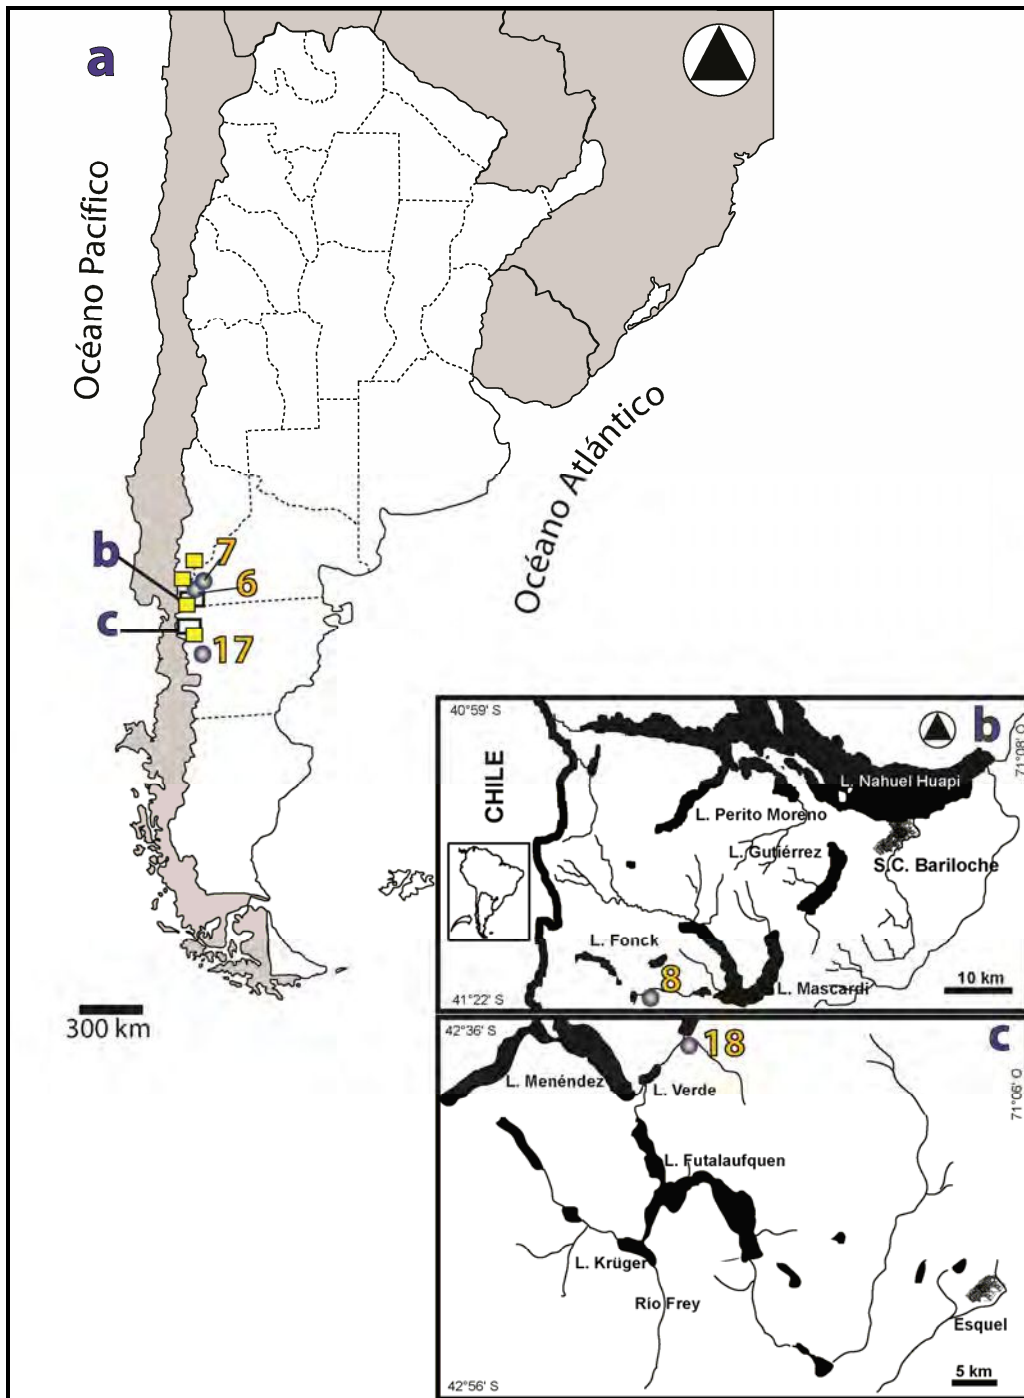 a
Océano Pacífico
Océano Atlántico
b
7
6
c
17
300 km
40°59' S
b
71°08' O
CHILE
L. Nahuel Huapi
L. Perito Moreno
L. Gutiérrez
S.C. Bariloche
L. Fonck
8
L. Mascardi
10 km
41°22' S
42°36' S
18
c
L. Menéndez
L. Verde
71°06' O
L. Futalaufquen
L. Krüger
Río Frey
Esquel
5 km
42°56' S